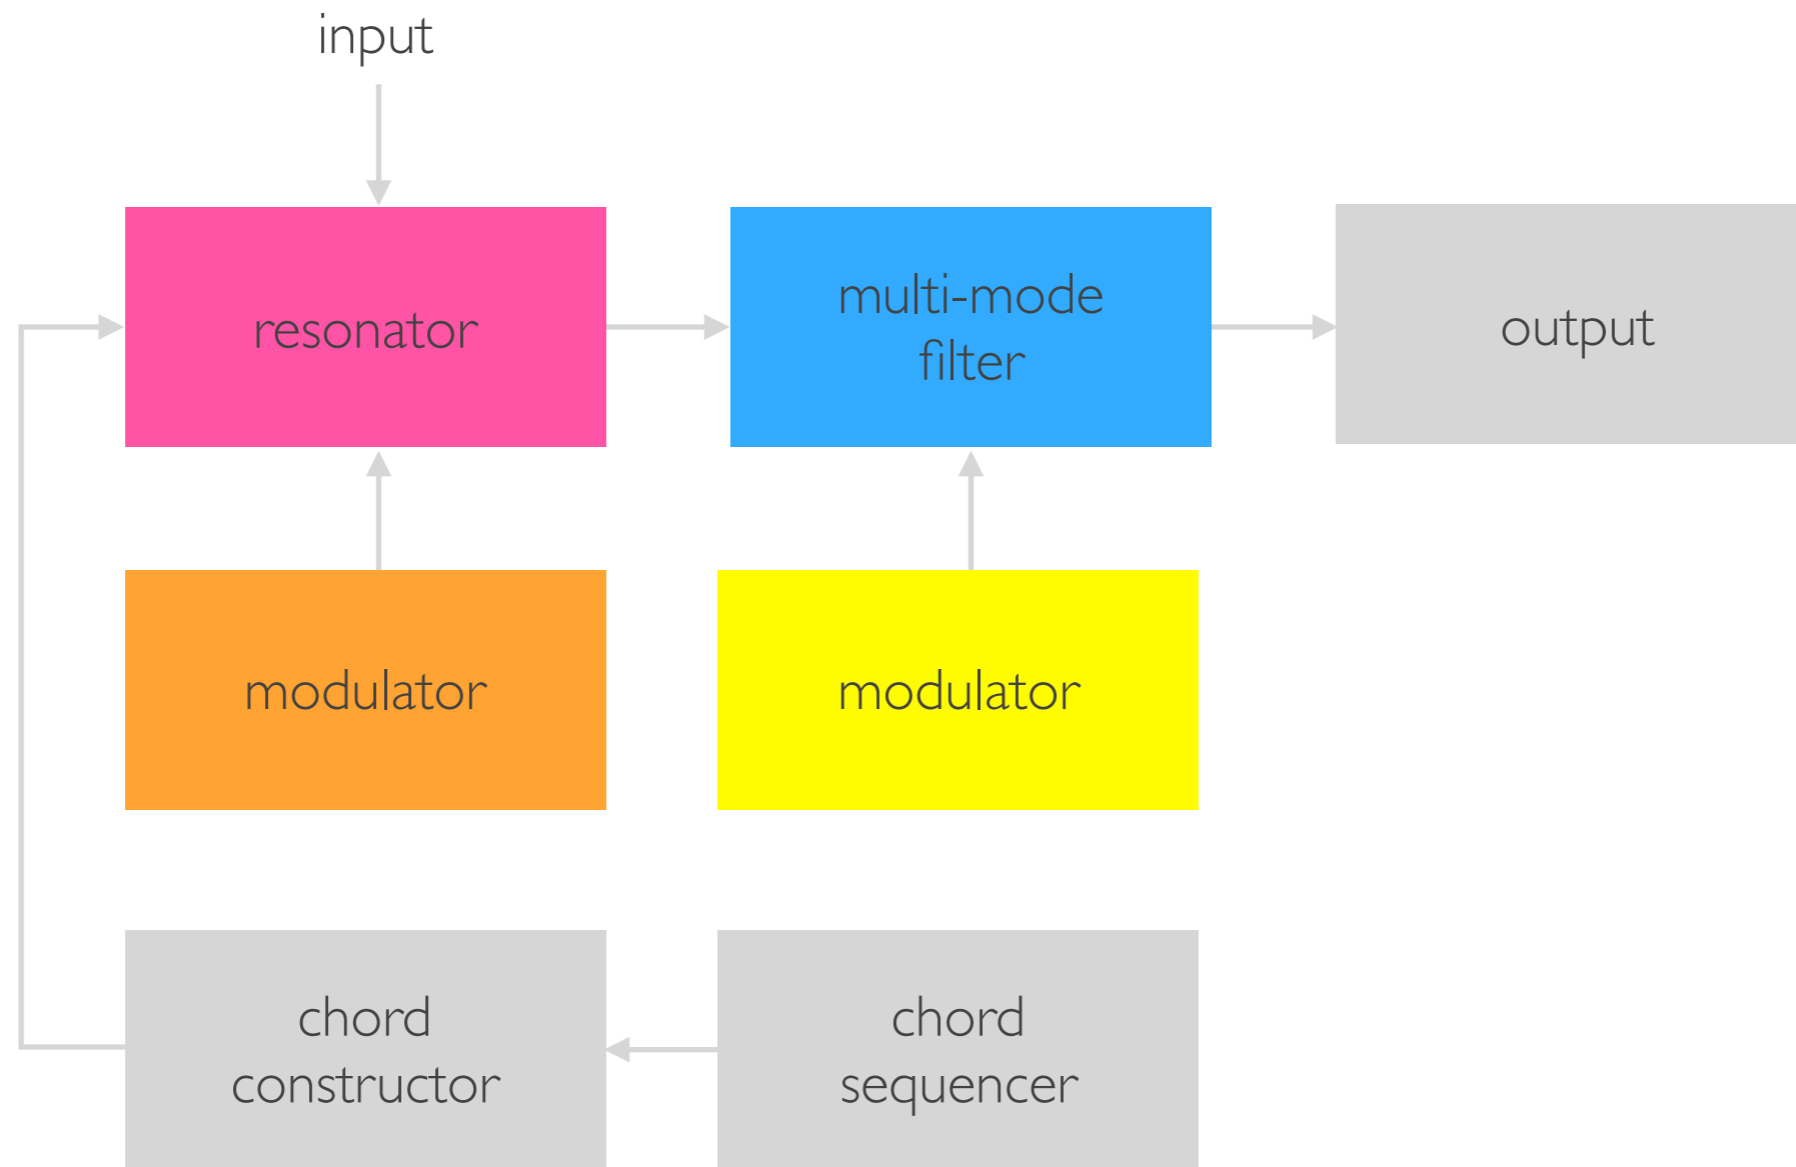 input
resonator
multi-mode
filter
output
modulator
modulator
chord
constructor
chord
sequencer